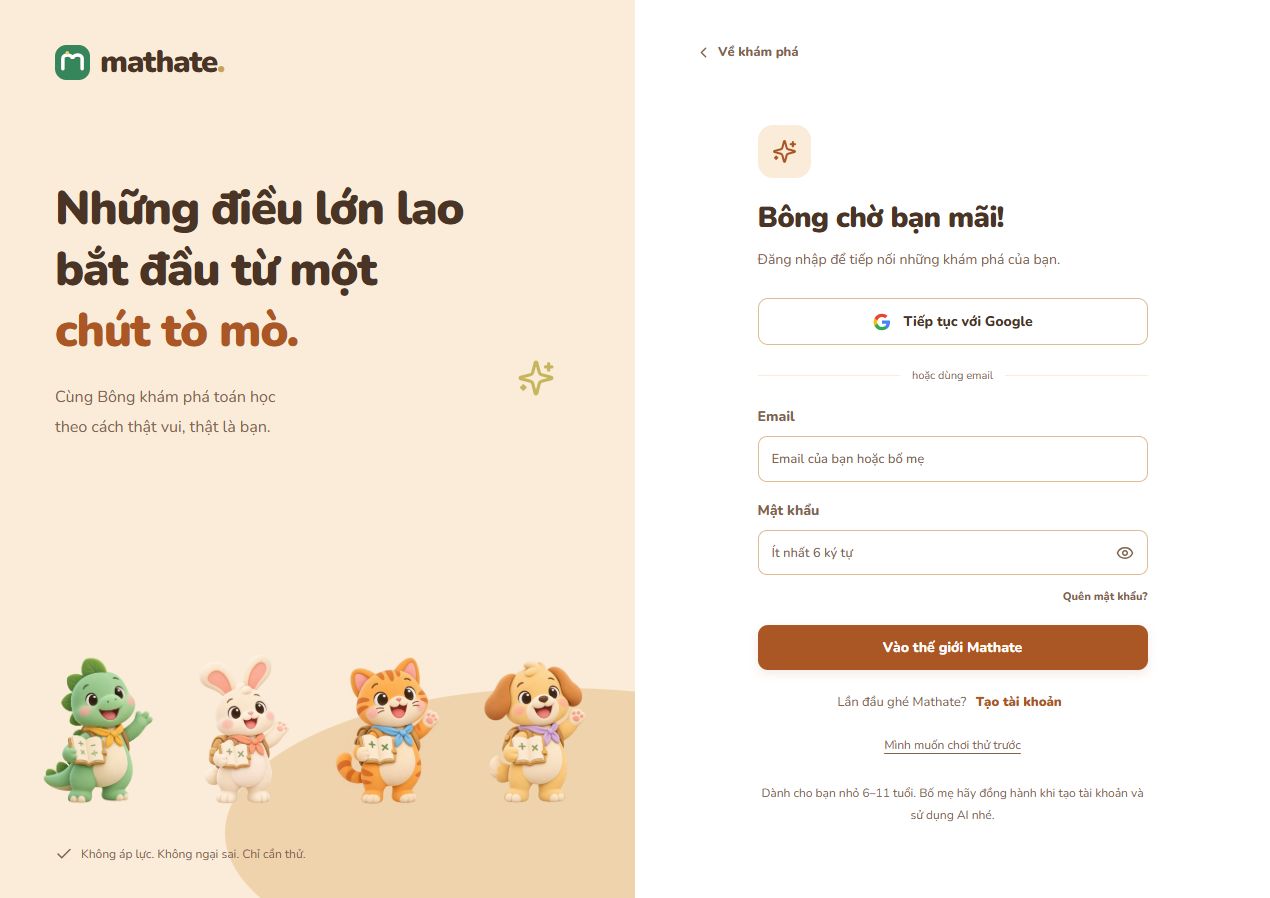 mathate.
Những điều lớn lao
bắt đầu từ một
chút tò mò.
Cùng Bông khám phá toán học
theo cách thật vui, thật là bạn.
Không áp lực. Không ngại sai. Chỉ cần thử.
Về khám phá
Bông chờ bạn mãi!
Đăng nhập để tiếp nối những khám phá của bạn.
Tiếp tục với Google
hoặc dùng email
Email
Email của bạn hoặc bố mẹ
Mật khẩu
Ít nhất 6 ký tự
Quên mật khẩu?
Vào thế giới Mathate
Lần đầu ghé Mathate? Tạo tài khoản
Mình muốn chơi thử trước
Dành cho bạn nhỏ 6–11 tuổi. Bố mẹ hãy đồng hành khi tạo tài khoản và
sử dụng AI nhé.